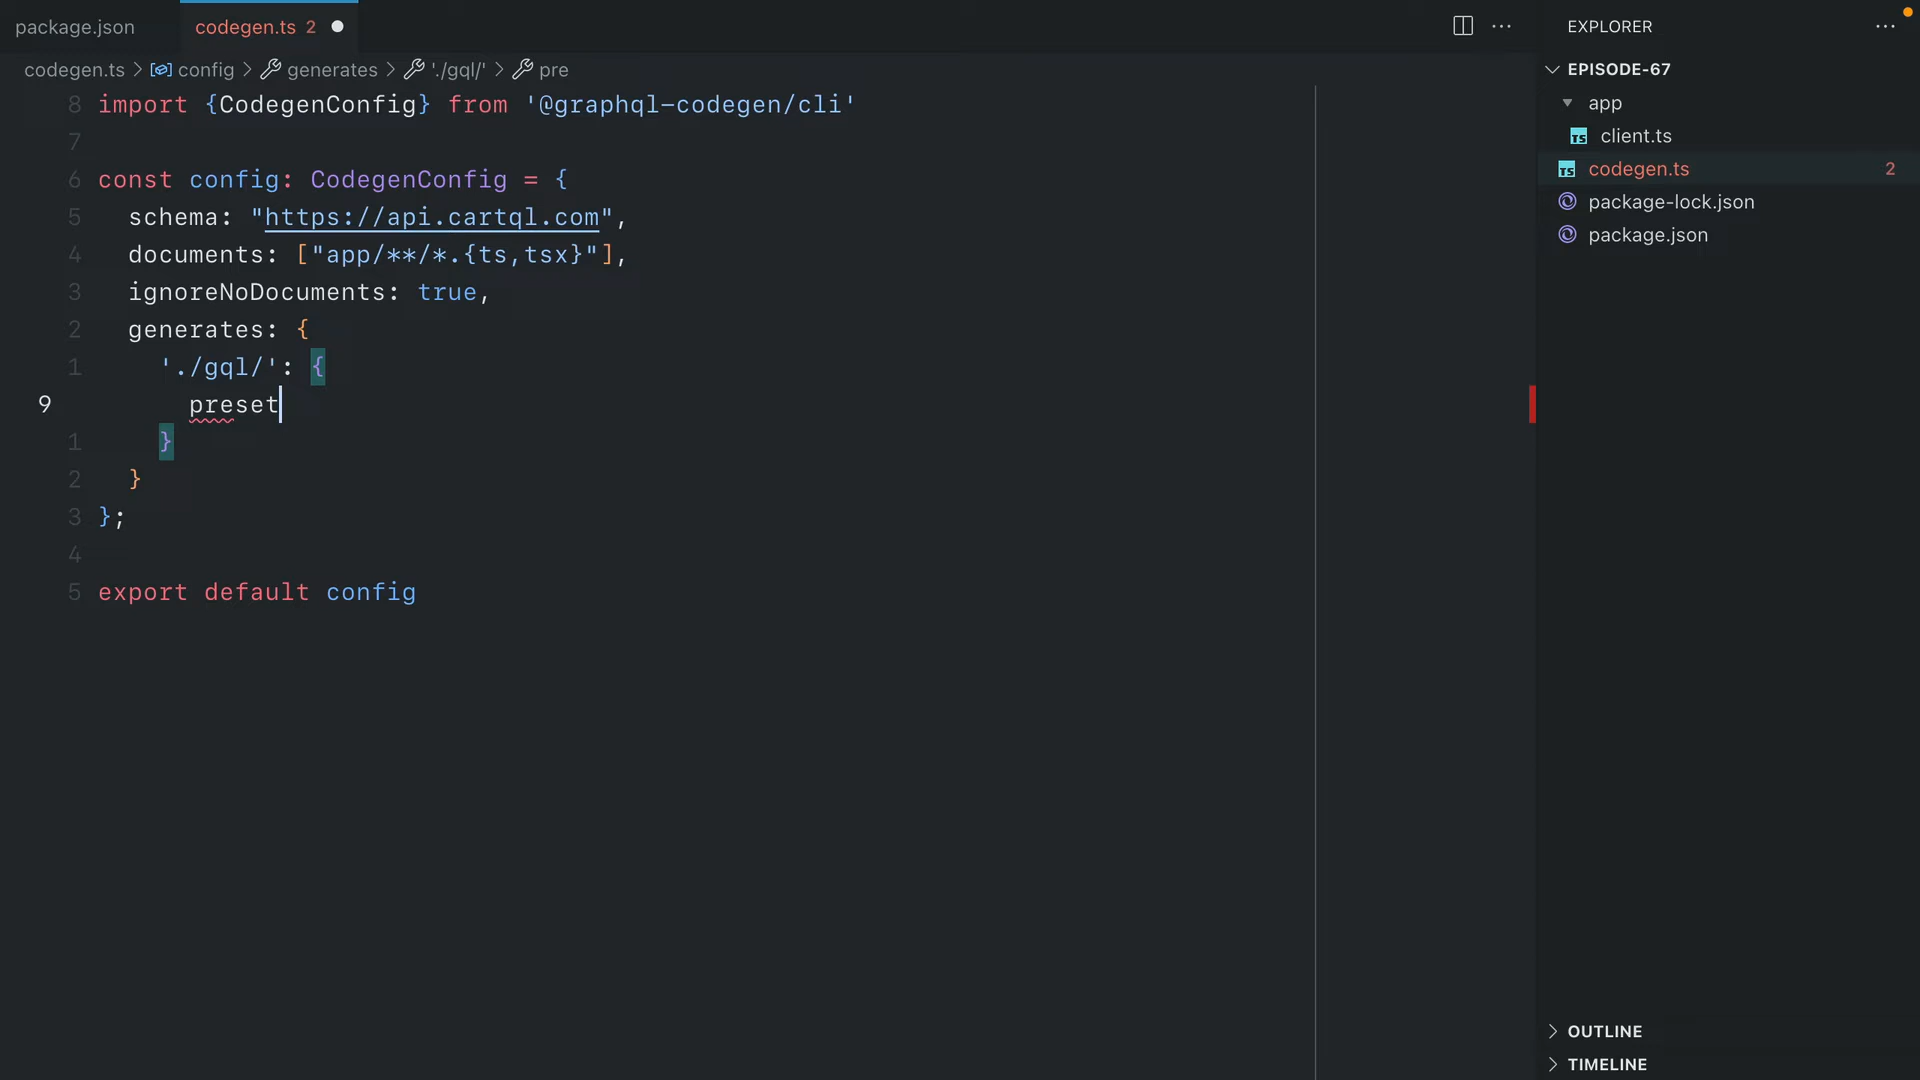 package.json
codegen.ts 2
codegen.ts > config > generates > './gql/' > pre
8 import {CodegenConfig} from '@graphql-codegen/cli'
7
6 const config: CodegenConfig = {
5 schema: "https://api.cartql.com",
4 documents: ["app/**/*.{ts,tsx}"],
3 ignoreNoDocuments: true,
2 generates: {
1 './gql/': {
9 preset
1 }
2 }
3 };
4
5 export default config
EXPLORER
EPISODE-67
app
TS client.ts
TS codegen.ts 2
package-lock.json
package.json
OUTLINE
TIMELINE